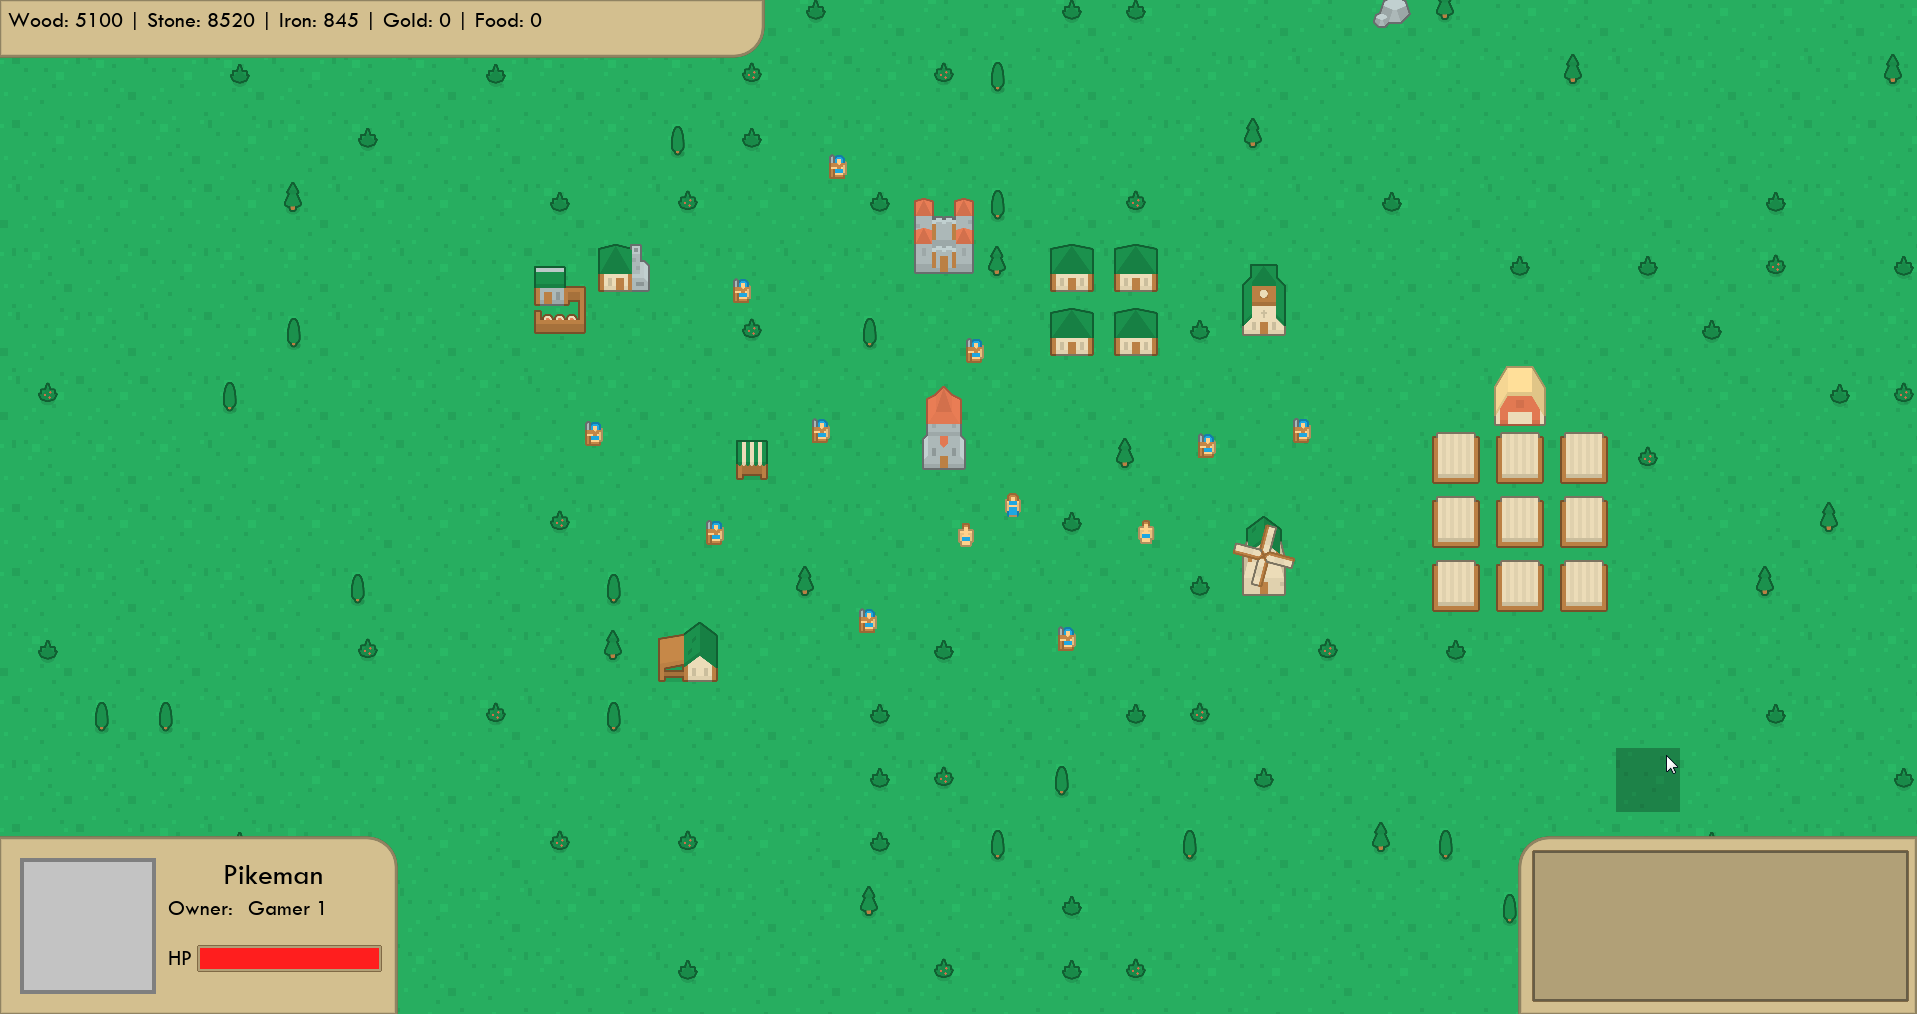 Wood: 5100 | Stone: 8520 | Iron: 845 | Gold: 0 | Food: 0
Pikeman
Owner: Gamer 1
HP